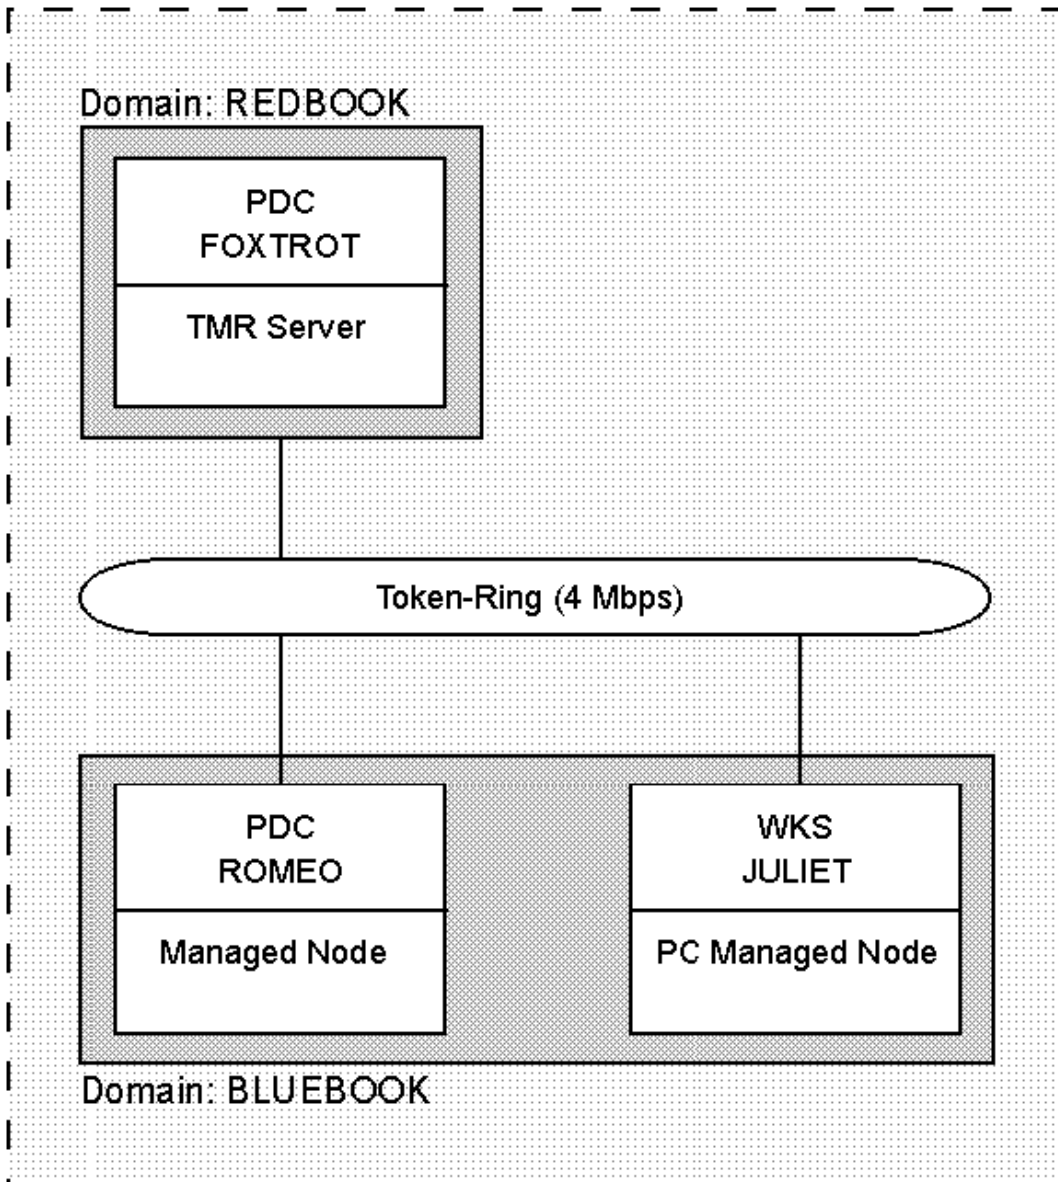 Domain: REDBOOK
PDC
FOXTROT
TMR Server
Token-Ring (4 Mbps)
PDC
ROMEO
Managed Node
WKS
JULIET
PC Managed Node
Domain: BLUEBOOK